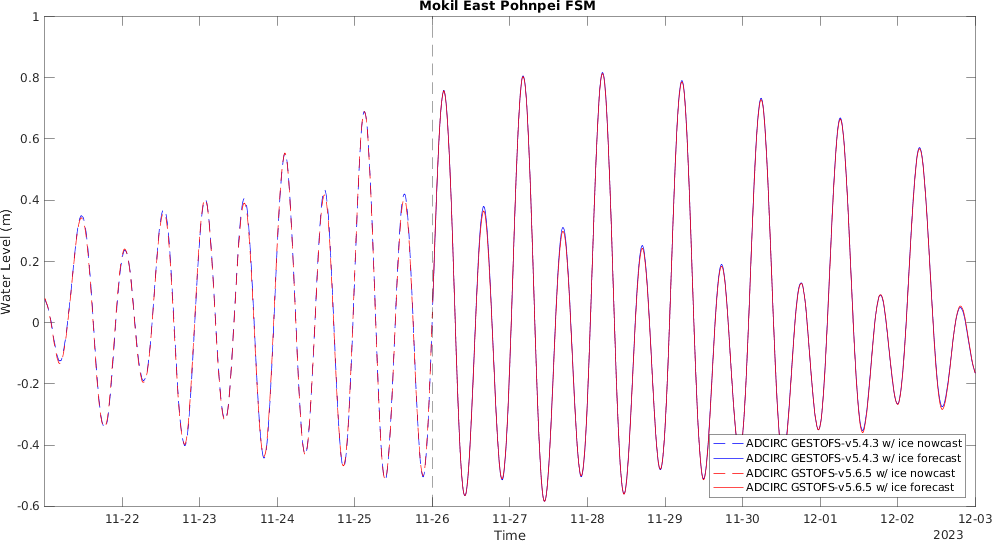 Mokil East Pohnpei FSM
1
0.8
0.6
0.4
0.2
0
-0.2
-0.4
-0.6
Water Level (m)
ADCIRC GESTOFS-v5.4.3 w/ ice nowcast
ADCIRC GESTOFS-v5.4.3 w/ ice forecast
ADCIRC GSTOFS-v5.6.5 w/ ice nowcast
ADCIRC GSTOFS-v5.6.5 w/ ice forecast
11-22 11-23 11-24 11-25 11-26 11-27 11-28 11-29 11-30 12-01 12-02 12-03
Time
2023